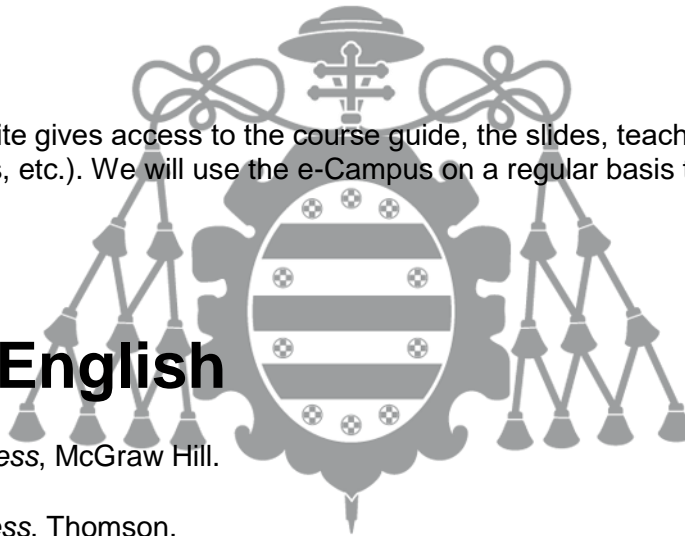 ite gives access to the course guide, the slides, teach
s, etc.). We will use the e-Campus on a regular basis t
English
ess, McGraw Hill.
ess, Thomson.